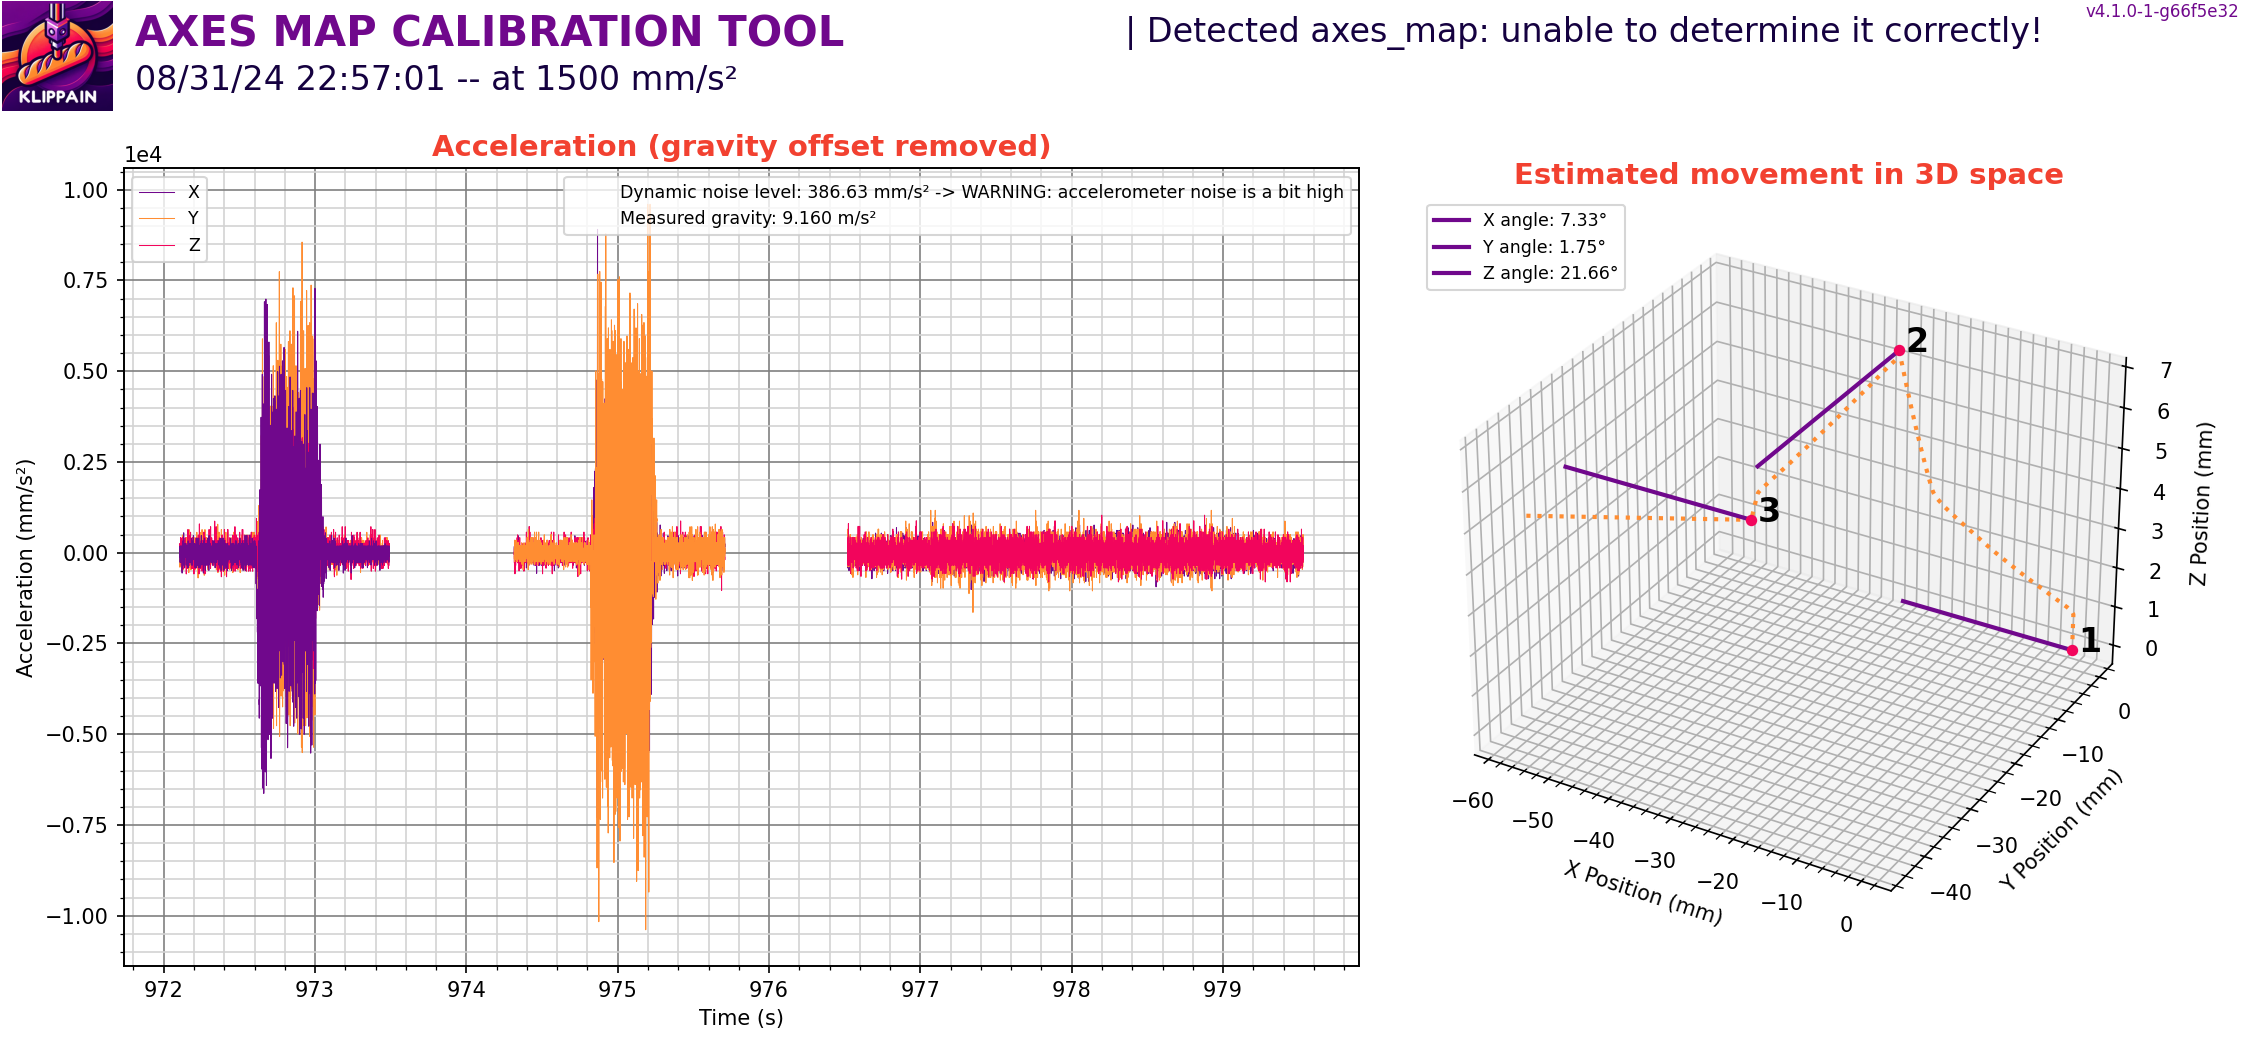 AXES MAP CALIBRATION TOOL
| Detected axes_map: unable to determine it correctly!
v4.1.0-1-g66f5e32
KLIPPAIN
08/31/24 22:57:01 -- at 1500 mm/s²
Acceleration (gravity offset removed)
1e4
X
Y
Z
Dynamic noise level: 386.63 mm/s² -> WARNING: accelerometer noise is a bit high
Measured gravity: 9.160 m/s²
1.00
0.75
0.50
0.25
0.00
−0.25
−0.50
−0.75
−1.00
Acceleration (mm/s²)
972
973
974
975
976
977
978
979
Time (s)
Estimated movement in 3D space
X angle: 7.33°
Y angle: 1.75°
Z angle: 21.66°
2
3
1
7
6
5
4
3
2
1
0
Z Position (mm)
0
−10
−20
−30
−40
Y Position (mm)
−60
−50
−40
−30
−20
−10
0
X Position (mm)